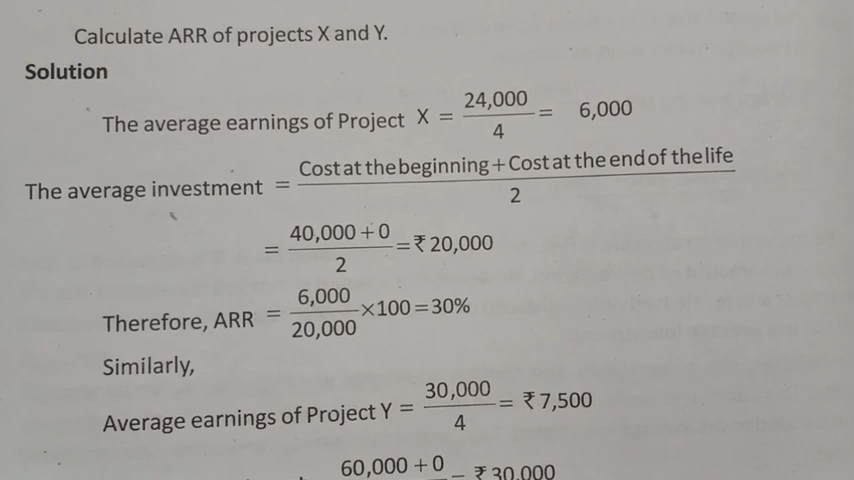 Calculate ARR of projects X and Y.
Solution
The average earnings of Project X = 24,000 / 4 = 6,000
The average investment = Cost at the beginning + Cost at the end of the life / 2
= 40,000 + 0 / 2 = ₹ 20,000
Therefore, ARR = 6,000 / 20,000 × 100 = 30%
Similarly,
Average earnings of Project Y = 30,000 / 4 = ₹ 7,500
60,000 + 0 = ₹ 30,000